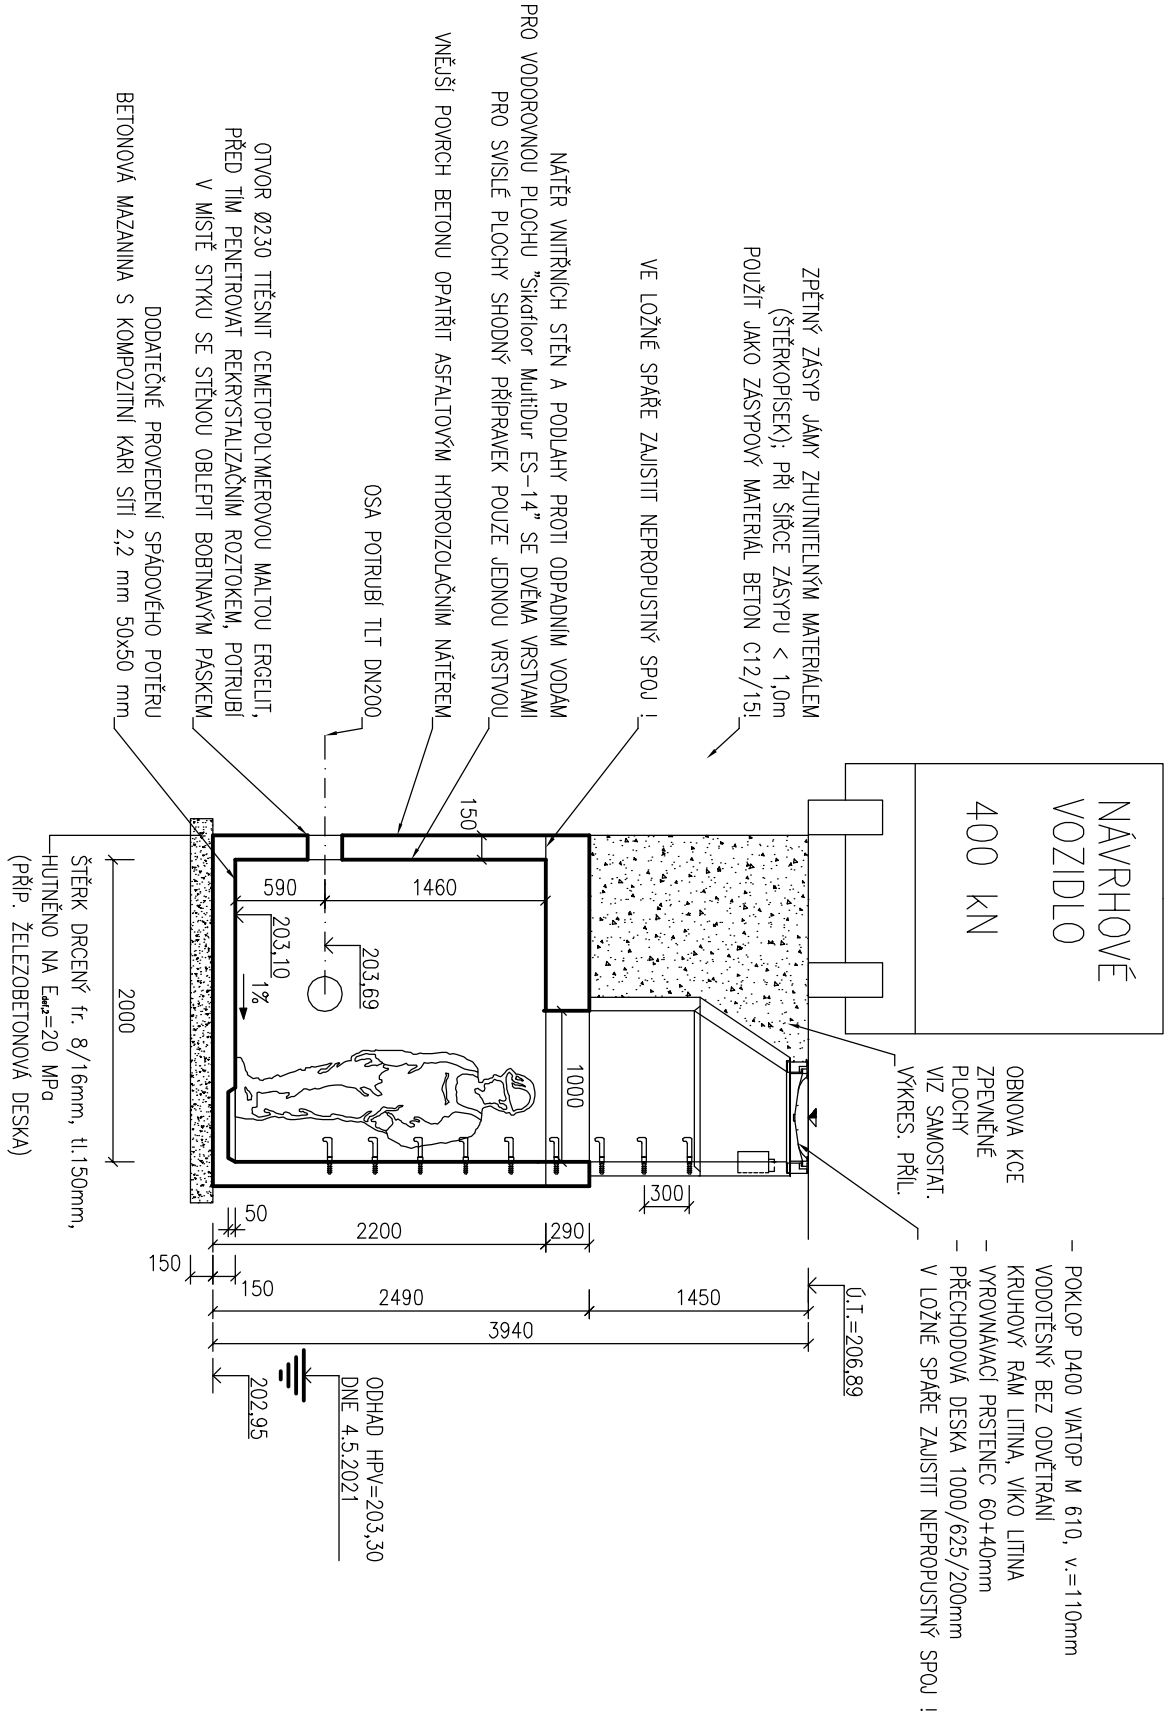 NÁVRHOVÉ
VOZIDLO
400 kN
ZPĚTNÝ ZÁSYP JÁMY ZHUTNITELNÝM MATERIÁLEM
(ŠTĚRKOPÍSEK); PŘI ŠÍŘCE ZÁSYPU < 1,0m
POUŽÍT JAKO ZÁSYPOVÝ MATERIÁL BETON C12/15!
VE LOŽNÉ SPÁŘE ZAJISTIT NEPROPUSTNÝ SPOJ !
NÁTĚR VNITŘNÍCH STĚN A PODLAHY PROTI ODPADNÍM VODÁM
PRO VODOROVNOU PLOCHU "Sikafloor MultiDur ES-14" SE DVĚMA VRSTVAMI
PRO SVISLÉ PLOCHY SHODNÝ PŘÍPRAVEK POUZE JEDNOU VRSTVOU
VNĚJŠÍ POVRCH BETONU OPATŘIT ASFALTOVÝM HYDROIZOLAČNÍM NÁTĚREM
OSA POTRUBÍ TLT DN200
OTVOR Ø230 TTĚSNIT CEMETOPOLYMEROVOU MALTOU ERGELIT,
PŘED TÍM PENETROVAT REKRYSTALIZAČNÍM ROZTOKEM, POTRUBÍ
V MÍSTĚ STYKU SE STĚNOU OBLEPIT BOBTNAVÝM PÁSKEM
DODATEČNÉ PROVEDENÍ SPÁDOVÉHO POTĚRU
BETONOVÁ MAZANINA S KOMPOZITNÍ KARI SÍTÍ 2,2 mm 50x50 mm
OBNOVA KCE
ZPEVNĚNÉ
PLOCHY
VIZ SAMOSTAT.
VÝKRES. PŘÍL.
- POKLOP D400 VIATOP M 610, v.=110mm
VODOTĚSNÝ BEZ ODVĚTRÁNÍ
KRUHOVÝ RÁM LITINA, VÍKO LITINA
- VYROVNÁVACÍ PRSTENEC 60+40mm
- PŘECHODOVÁ DESKA 1000/625/200mm
V LOŽNÉ SPÁŘE ZAJISTIT NEPROPUSTNÝ SPOJ !
Ú.T.=206,89
150
590
1460
203,69
203,10
1%
1000
300
2000
50
2200
290
150
150
2490
1450
3940
202,95
ODHAD HPV=203,30
DNE 4.5.2021
ŠTĚRK DRCENÝ fr. 8/16mm, tl.150mm,
HUTNĚNO NA Edef,2=20 MPa
(PŘÍP. ŽELEZOBETONOVÁ DESKA)